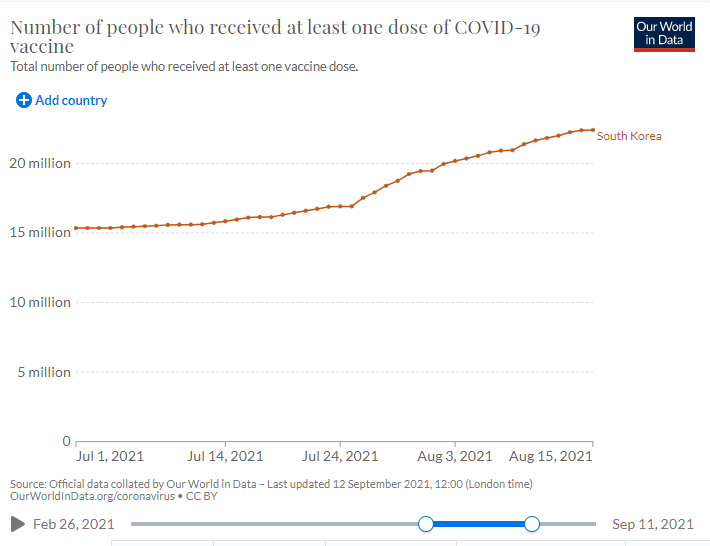 Number of people who received at least one dose of COVID-19
vaccine
Our World
in Data
Total number of people who received at least one vaccine dose.
Add country
South Korea
20 million
15 million
10 million
5 million
0
Jul 1, 2021
Jul 14, 2021
Jul 24, 2021
Aug 3, 2021
Aug 15, 2021
Source: Official data collated by Our World in Data – Last updated 12 September 2021, 12:00 (London time)
OurWorldInData.org/coronavirus • CC BY
Feb 26, 2021
Sep 11, 2021